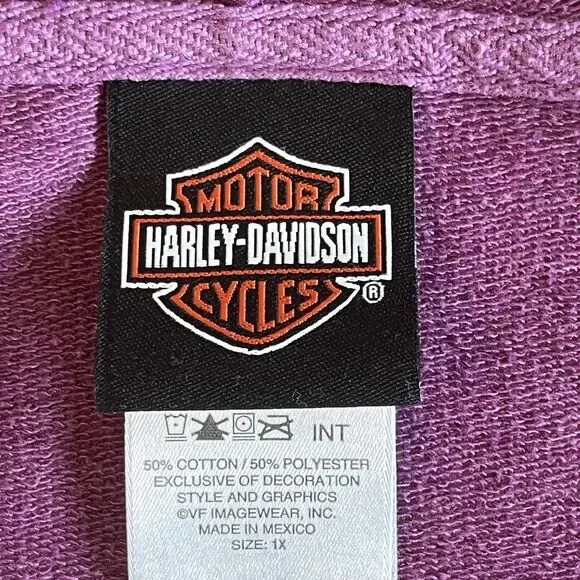 MOTOR
HARLEY-DAVIDSON
CYCLES ®
INT
50% COTTON / 50% POLYESTER
EXCLUSIVE OF DECORATION
STYLE AND GRAPHICS
©VF IMAGEWEAR, INC.
MADE IN MEXICO
SIZE: 1X